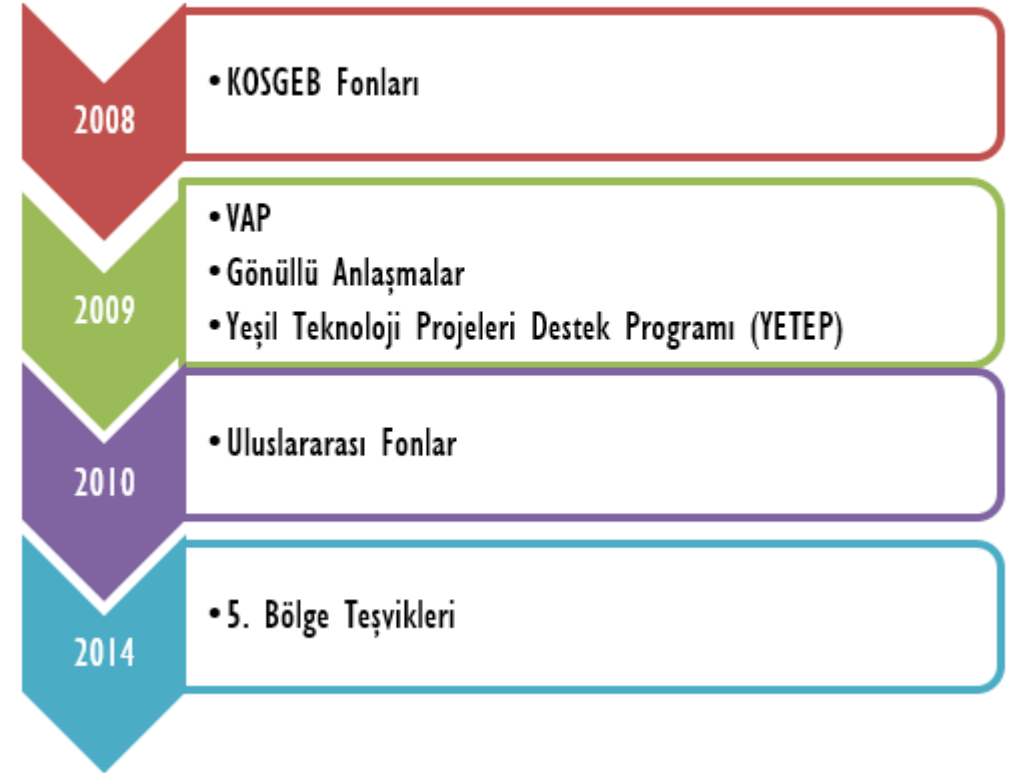 2008
•KOSGEB Fonları
2009
•VAP
•Gönüllü Anlaşmalar
•Yeşil Teknoloji Projeleri Destek Programı (YETEP)
2010
•Uluslararası Fonlar
2014
•5. Bölge Teşvikleri